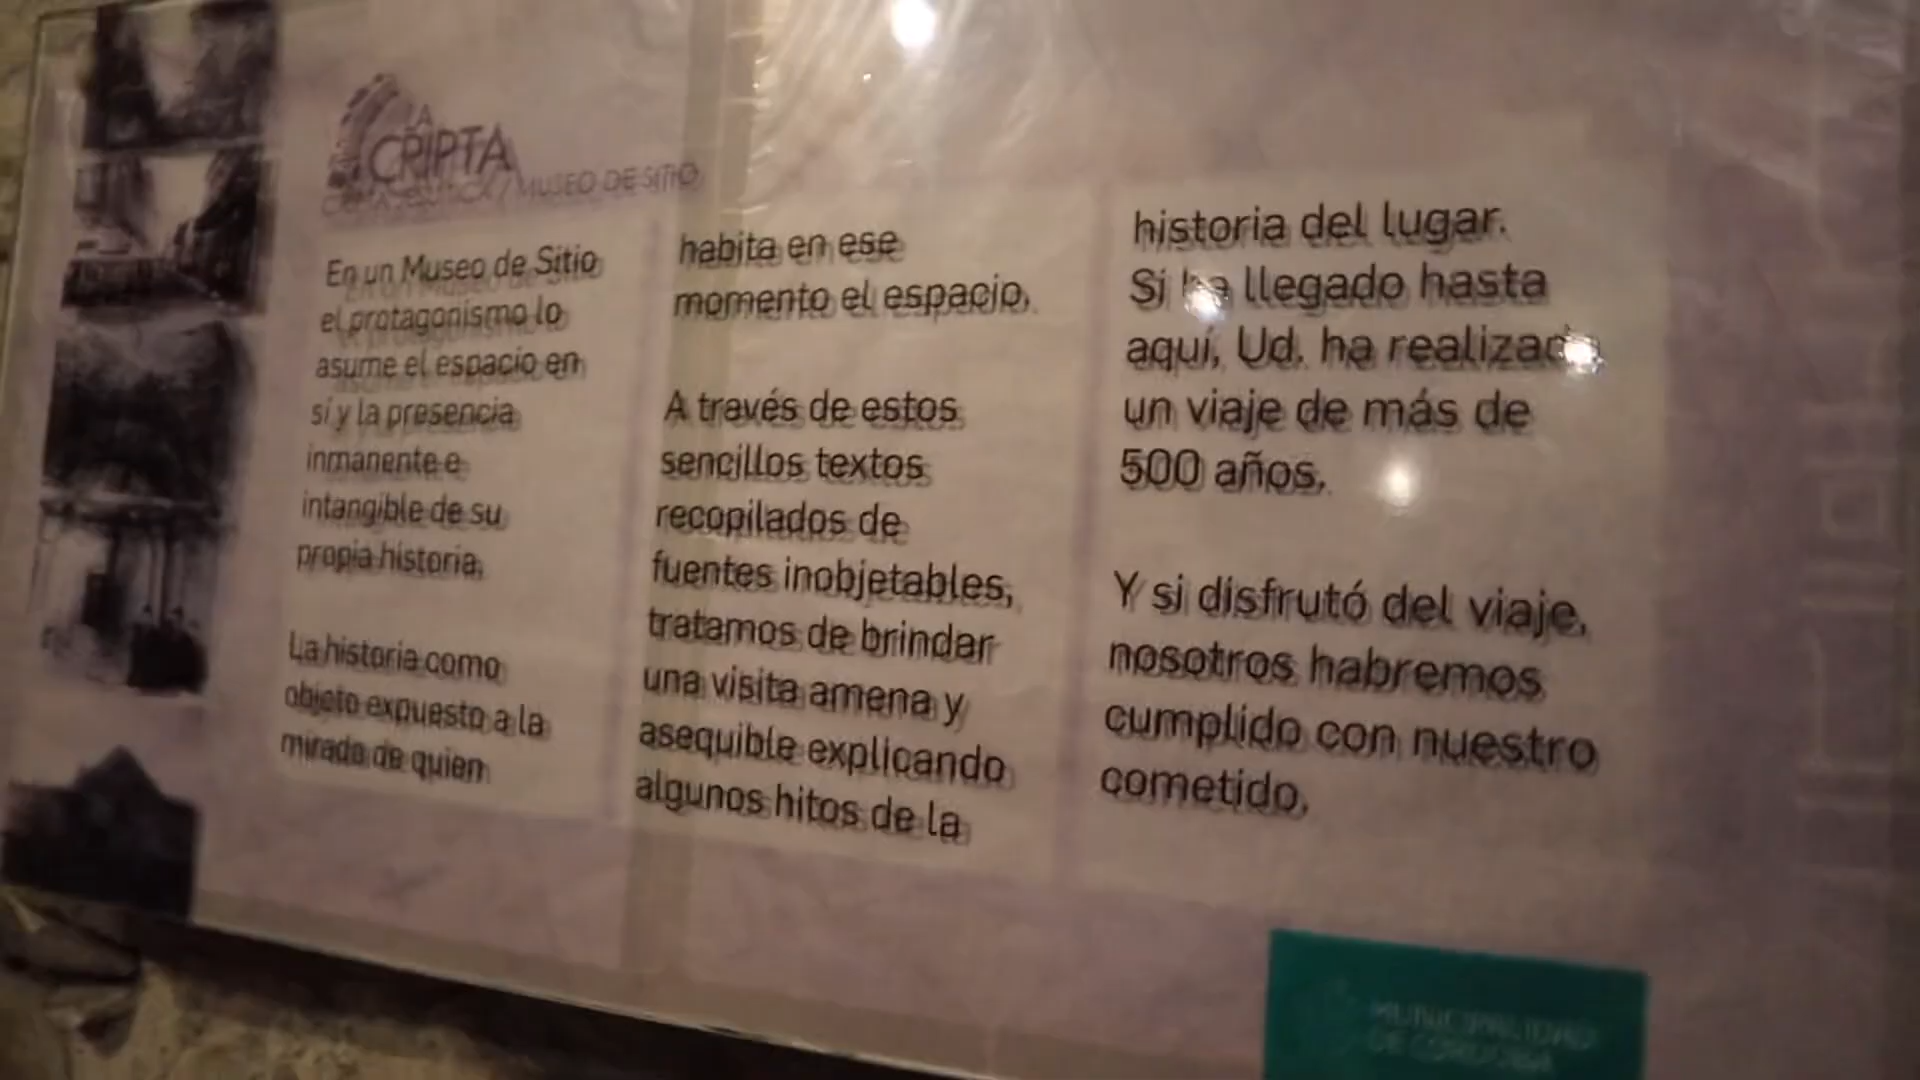 LA
CRIPTA
CRIPTA JESUÍTICA / MUSEO DE SITIO
En un Museo de Sitio
el protagonismo lo
asume el espacio en
sí y la presencia
inmanente e
intangible de su
propia historia.
La historia como
objeto expuesto a la
mirada de quien
habita en ese
momento el espacio.
A través de estos
sencillos textos
recopilados de
fuentes inobjetables,
tratamos de brindar
una visita amena y
asequible explicando
algunos hitos de la
historia del lugar.
Si ha llegado hasta
aquí, Ud. ha realizado
un viaje de más de
500 años.
Y si disfrutó del viaje,
nosotros habremos
cumplido con nuestro
cometido.
MUNICIPALIDAD
DE CÓRDOBA